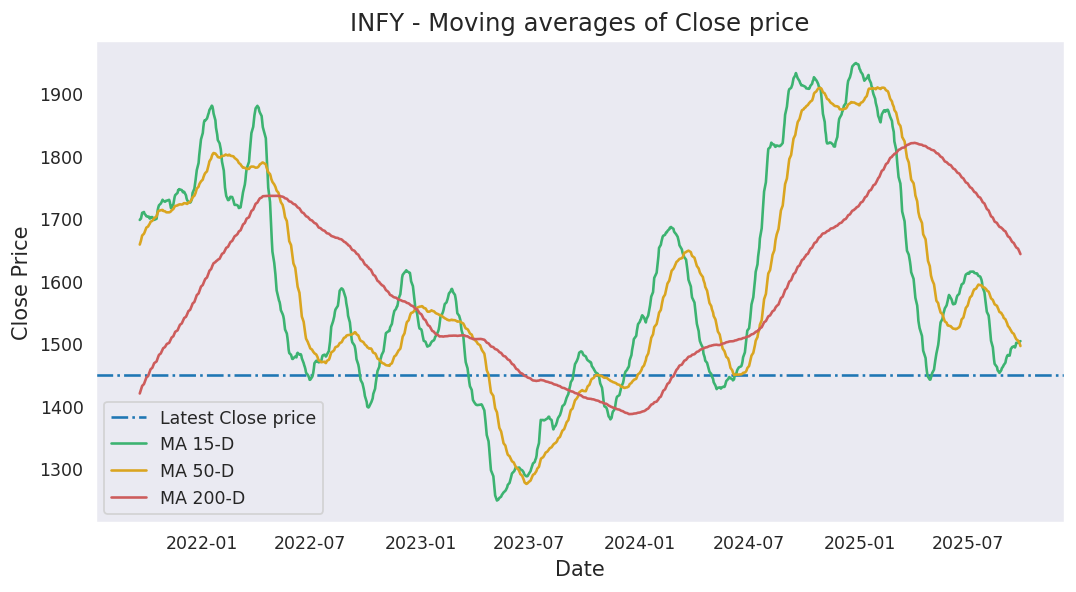 INFY - Moving averages of Close price
Close Price
1900
1800
1700
1600
1500
1400
1300
Latest Close price
MA 15-D
MA 50-D
MA 200-D
2022-01 2022-07 2023-01 2023-07 2024-01 2024-07 2025-01 2025-07
Date